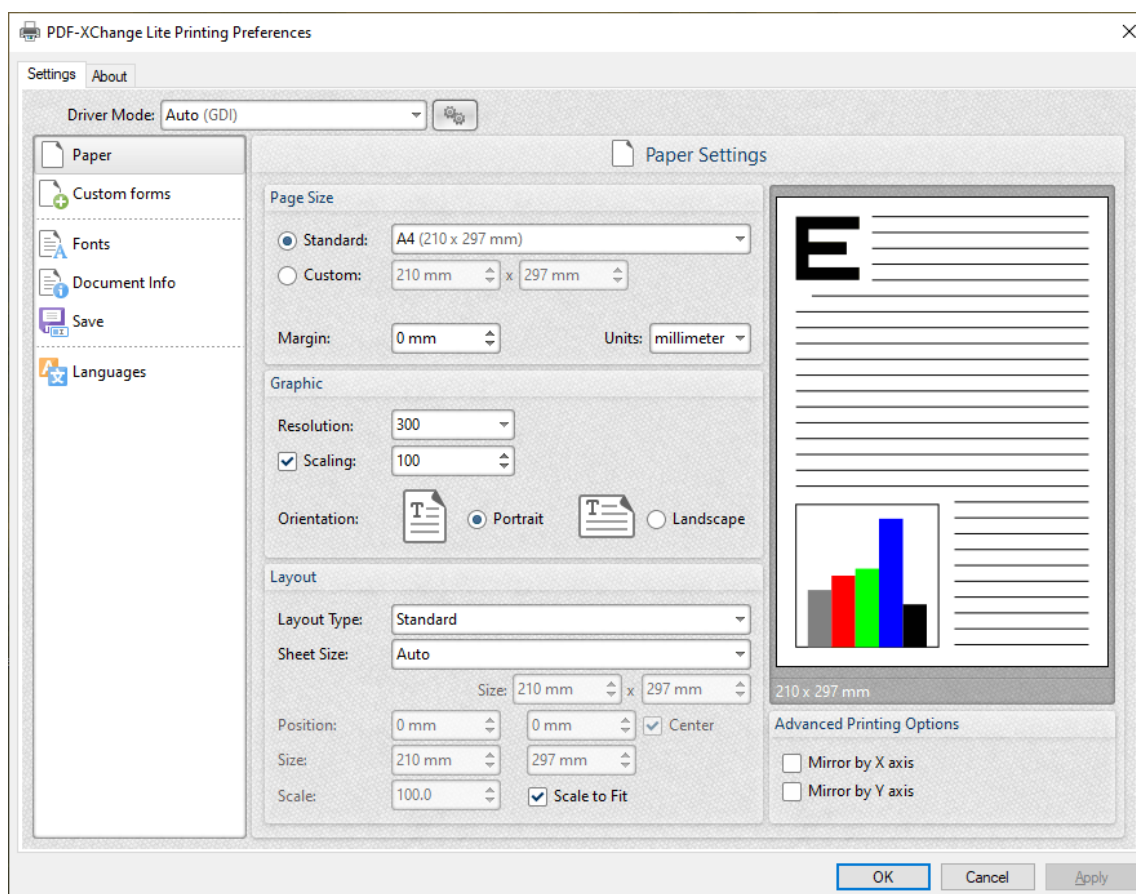 PDF-XChange Lite Printing Preferences
Settings About
Driver Mode: Auto (GDI)
Paper
Custom forms
Fonts
Document Info
Save
Languages
Paper Settings
Page Size
Standard: A4 (210 x 297 mm)
Custom: 210 mm x 297 mm
Margin: 0 mm Units: millimeter
Graphic
Resolution: 300
Scaling: 100
Orientation: T Portrait T Landscape
Layout
Layout Type: Standard
Sheet Size: Auto
Size: 210 mm x 297 mm
Position: 0 mm 0 mm Center
Size: 210 mm 297 mm
Scale: 100.0 Scale to Fit
E
210 x 297 mm
Advanced Printing Options
Mirror by X axis
Mirror by Y axis
OK Cancel Apply